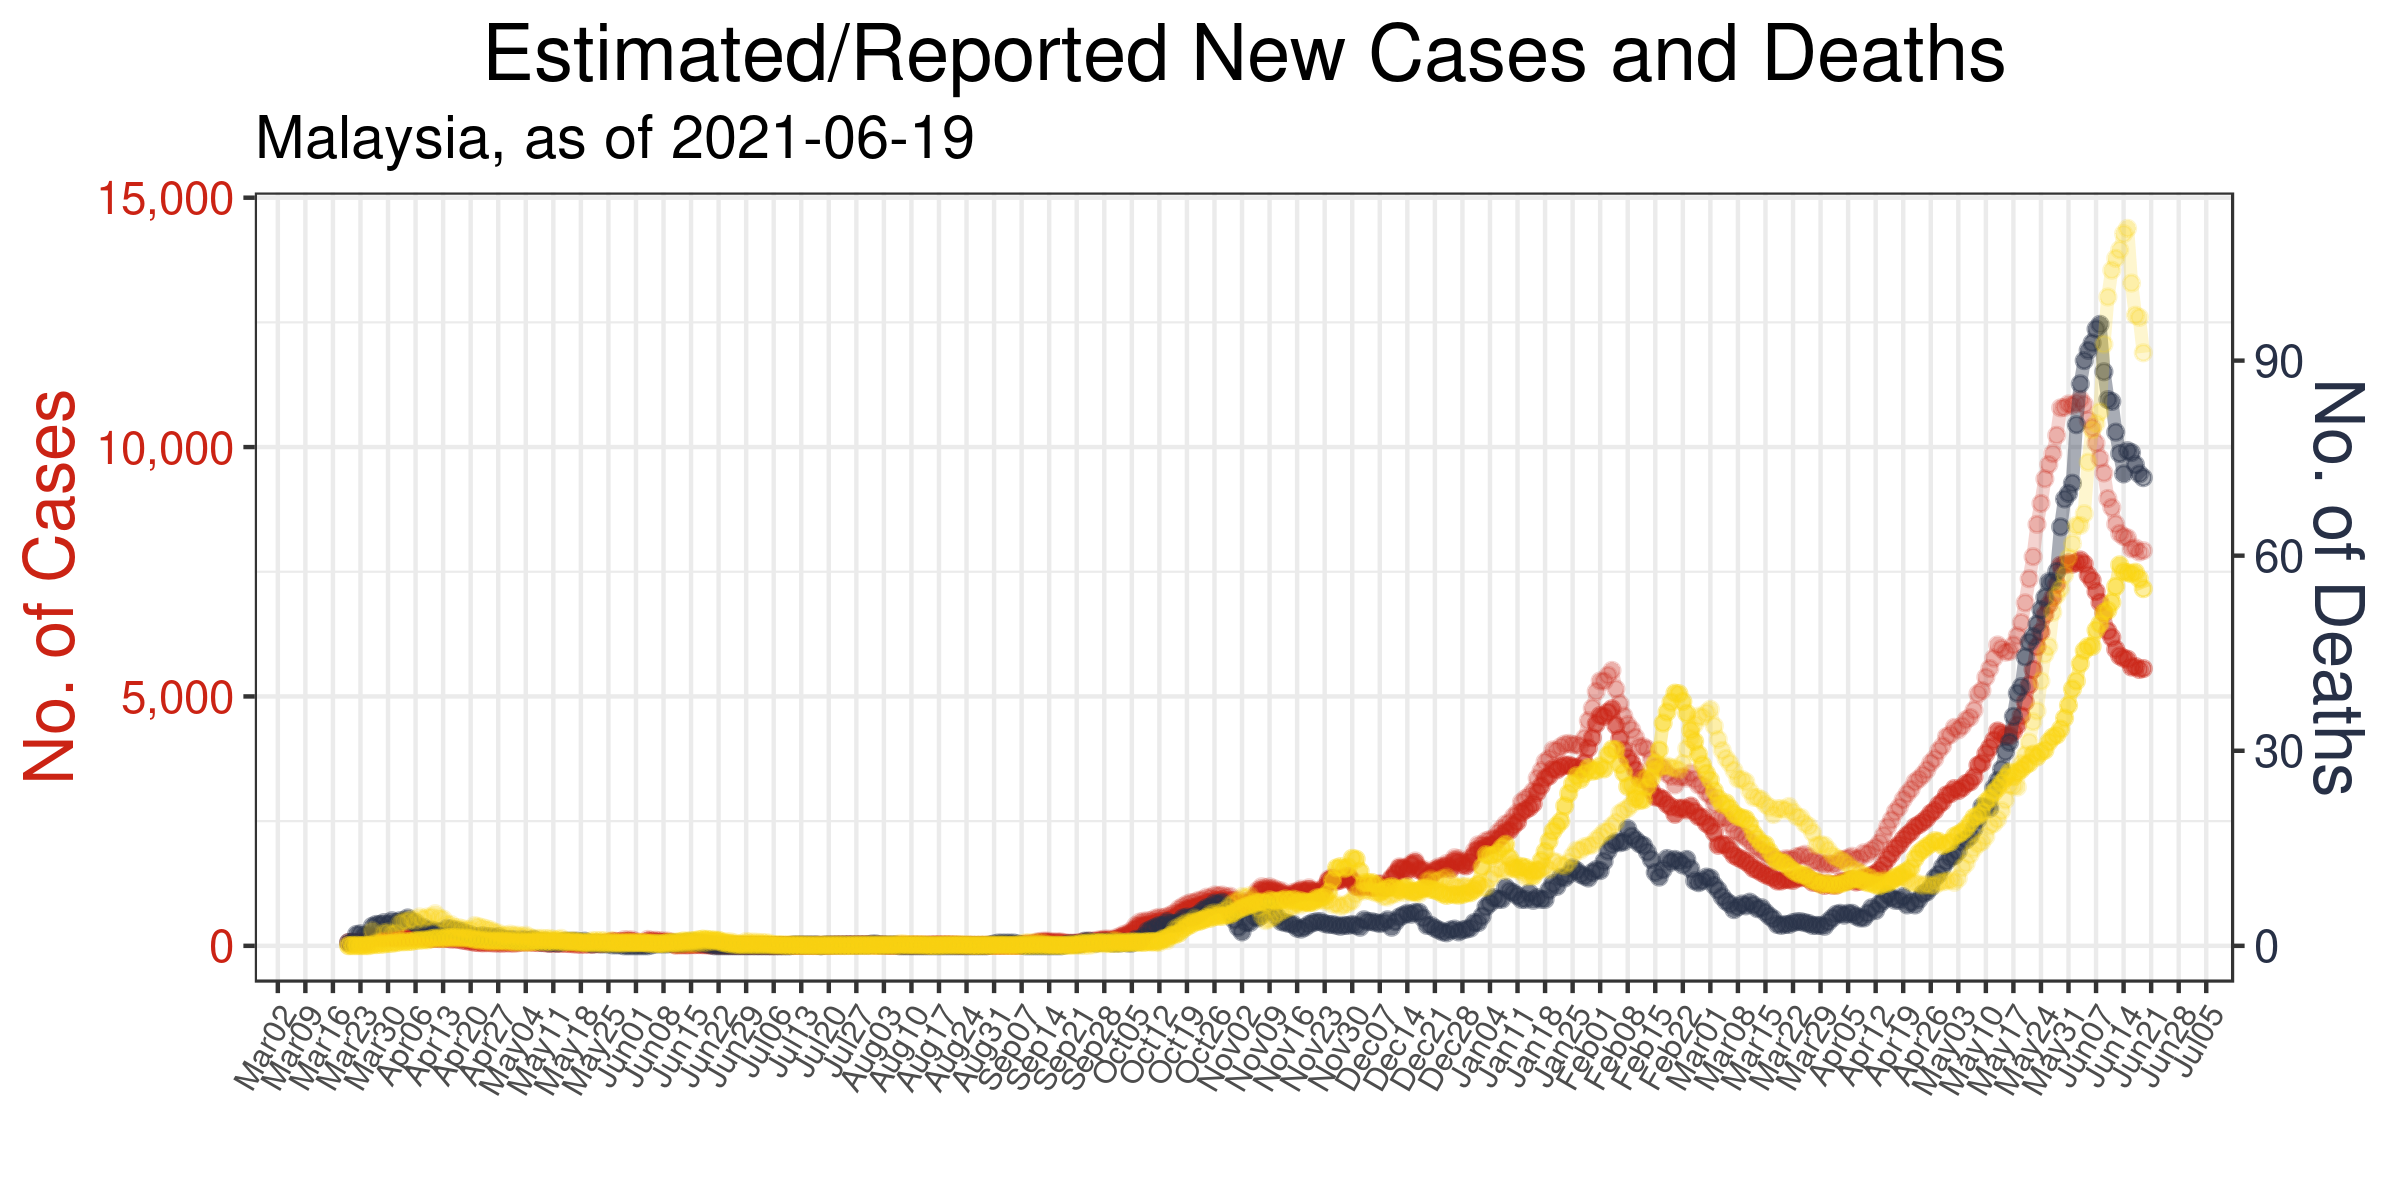 Estimated/Reported New Cases and Deaths
Malaysia, as of 2021-06-19
No. of Cases
15,000
10,000
5,000
0
90
60
30
0
No. of Deaths
Mar02
Mar09
Mar16
Mar23
Mar30
Apr06
Apr13
Apr20
Apr27
May04
May11
May18
May25
Jun01
Jun08
Jun15
Jun22
Jun29
Jul06
Jul13
Jul20
Jul27
Aug03
Aug10
Aug17
Aug24
Aug31
Sep07
Sep14
Sep21
Sep28
Oct05
Oct12
Oct19
Oct26
Nov02
Nov09
Nov16
Nov23
Nov30
Dec07
Dec14
Dec21
Dec28
Jan04
Jan11
Jan18
Jan25
Feb01
Feb08
Feb15
Feb22
Mar01
Mar08
Mar15
Mar22
Mar29
Apr05
Apr12
Apr19
Apr26
May03
May10
May17
May24
May31
Jun07
Jun14
Jun21
Jun28
Jul05